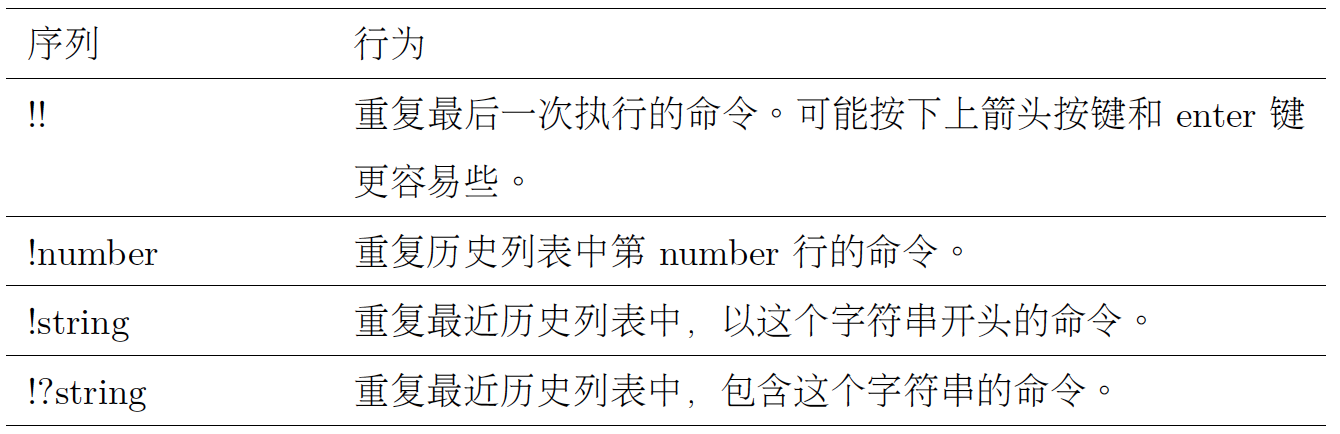 序列 行为
!! 重复最后一次执行的命令。可能按下上箭头按键和 enter 键
更容易些。
!number 重复历史列表中第 number 行的命令。
!string 重复最近历史列表中，以这个字符串开头的命令。
!?string 重复最近历史列表中，包含这个字符串的命令。